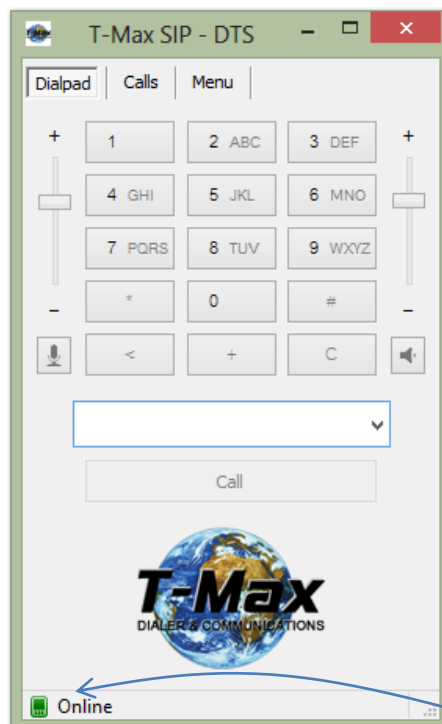 T-Max SIP - DTS
Dialpad Calls Menu
+ 1 2 ABC 3 DEF +
4 GHI 5 JKL 6 MNO
7 PQRS 8 TUV 9 WXYZ
- * 0 # -
< + C
Call
T-Max
DIALER & COMMUNICATIONS
Online